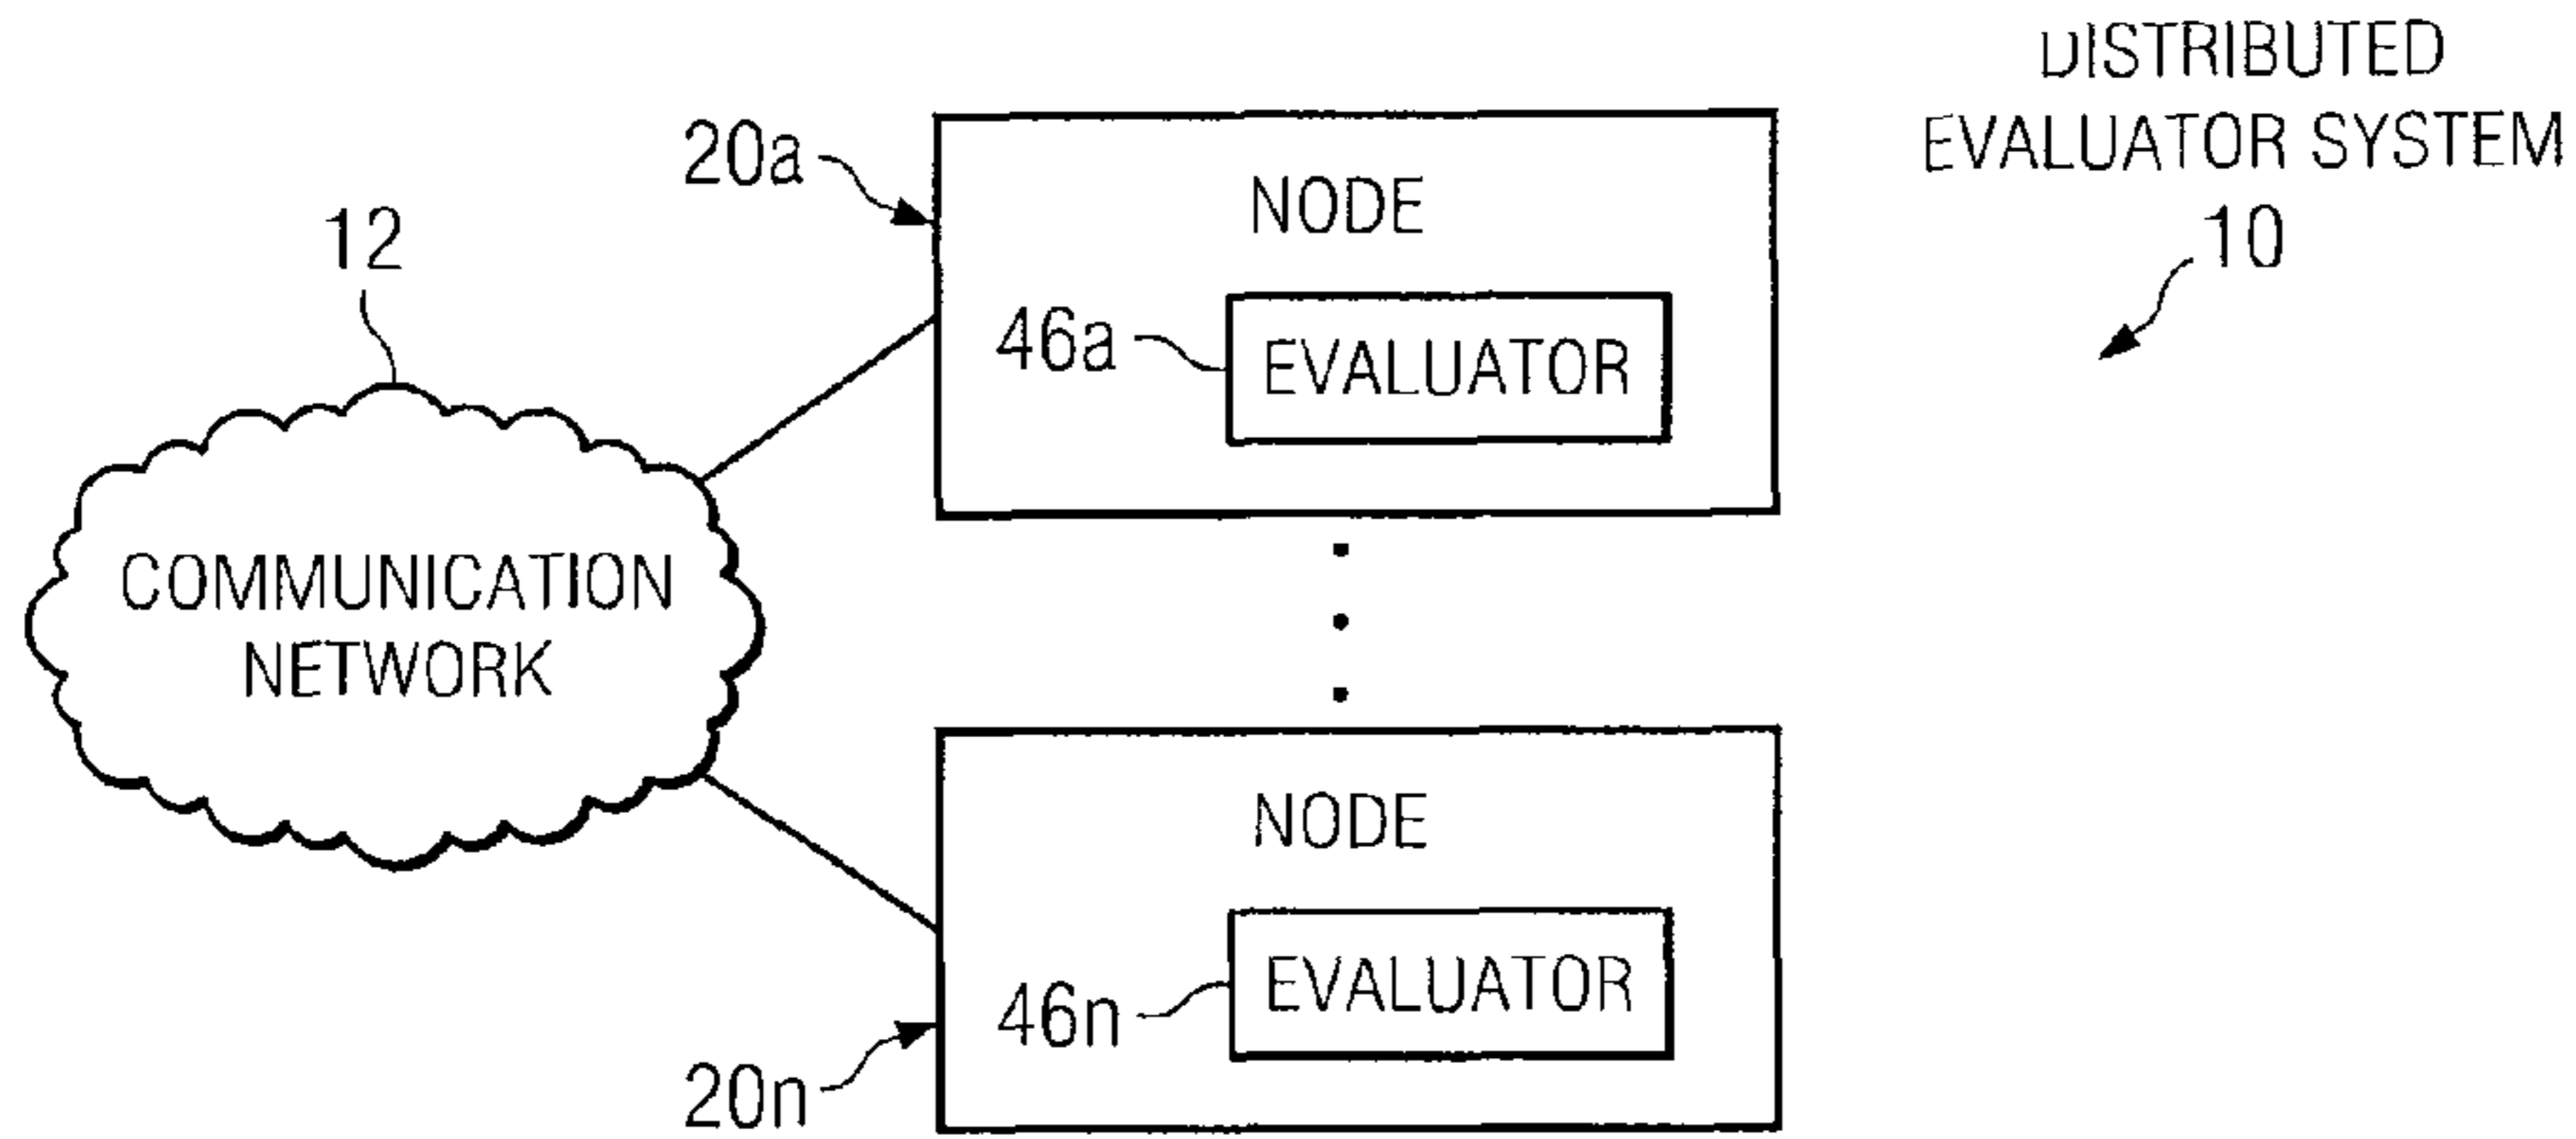 DISTRIBUTED
EVALUATOR SYSTEM
10
20a
NODE
12
46a
EVALUATOR
COMMUNICATION
NETWORK
NODE
46n
EVALUATOR
20n